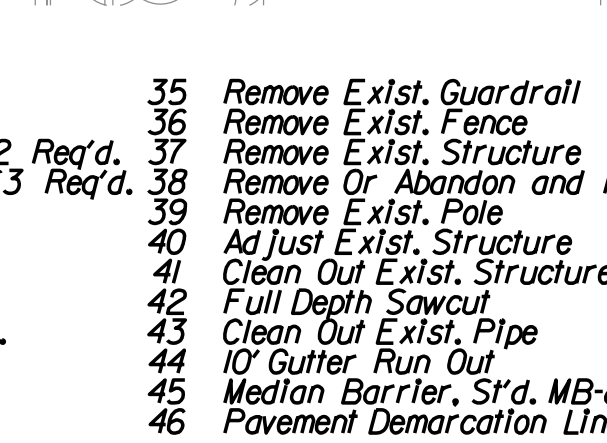 35 Remove Exist. Guardrail
36 Remove Exist. Fence
2 Req'd. 37 Remove Exist. Structure
3 Req'd. 38 Remove Or Abandon and
39 Remove Exist. Pole
40 Adjust Exist. Structure
41 Clean Out Exist. Structure
42 Full Depth Sawcut
43 Clean Out Exist. Pipe
44 10' Gutter Run Out
45 Median Barrier, St'd. MB-
46 Pavement Demarcation Lin